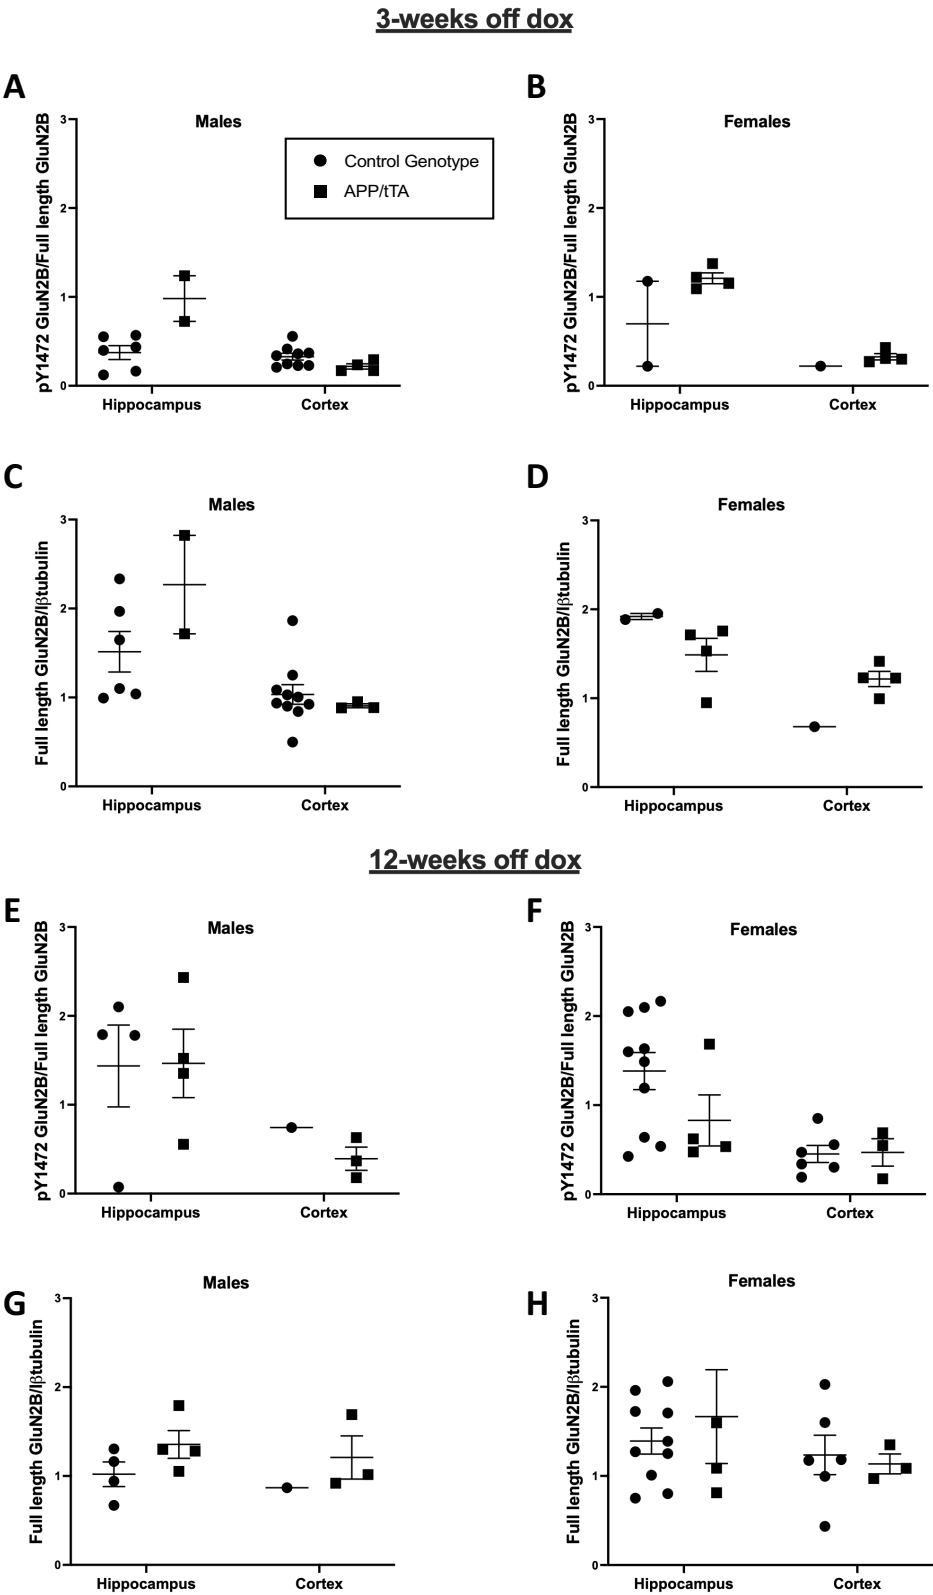 3-weeks off dox
A
B
Males
Females
pY1472 GluN2B/Full length GluN2B
3
2
1
0
Control Genotype
APP/tTA
Hippocampus
Cortex
pY1472 GluN2B/Full length GluN2B
3
2
1
0
Hippocampus
Cortex
C
D
Males
Females
Full length GluN2B/Iβtubulin
3
2
1
0
Hippocampus
Cortex
Full length GluN2B/Iβtubulin
3
2
1
0
Hippocampus
Cortex
12-weeks off dox
E
F
Males
Females
pY1472 GluN2B/Full length GluN2B
3
2
1
0
Hippocampus
Cortex
pY1472 GluN2B/Full length GluN2B
3
2
1
0
Hippocampus
Cortex
G
H
Males
Females
Full length GluN2B/Iβtubulin
3
2
1
0
Hippocampus
Cortex
Full length GluN2B/Iβtubulin
3
2
1
0
Hippocampus
Cortex